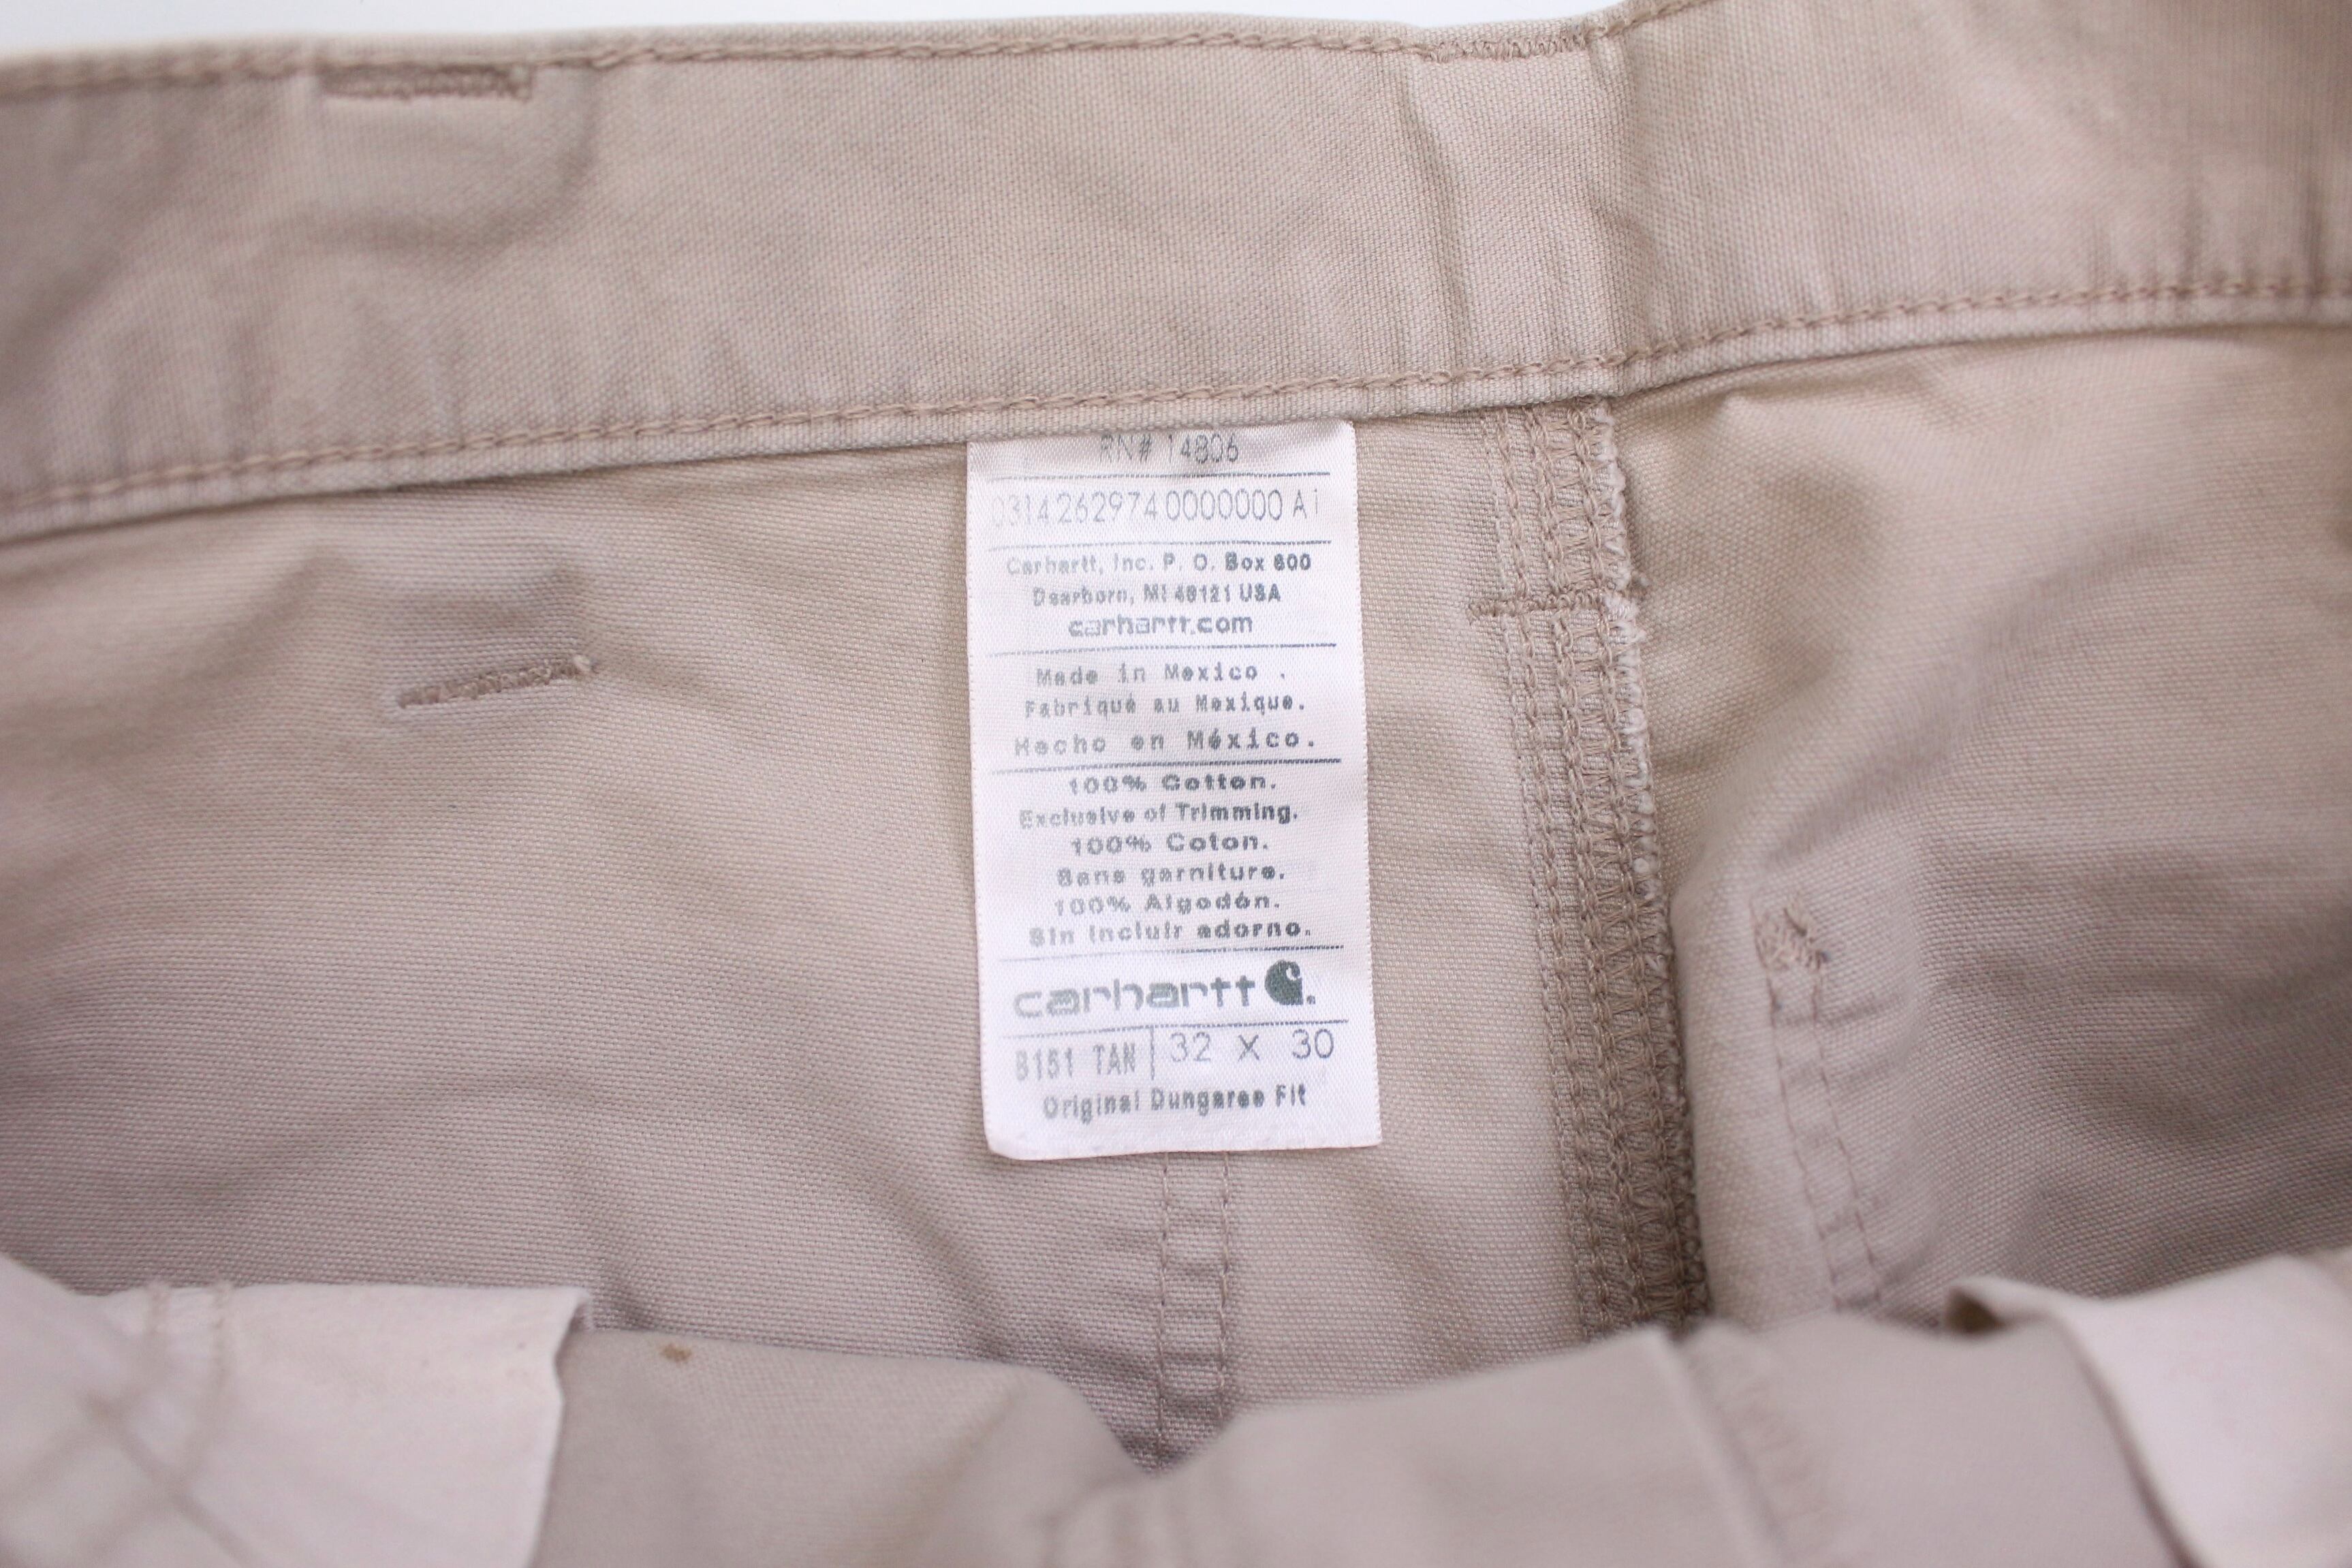 RN# 14806
0314262974 0000000 A1
Carhartt, Inc. P. O. Box 600
Dearborn, MI 48121 USA
carhartt.com
Made in Mexico .
Fabriqué au Mexique.
Hecho en México.
100% Cotton.
Exclusive of Trimming.
100% Coton.
Sans garniture.
100% Algodón.
Sin incluir adorno.
carhartt
B151 TAN 32 X 30
Original Dungaree Fit